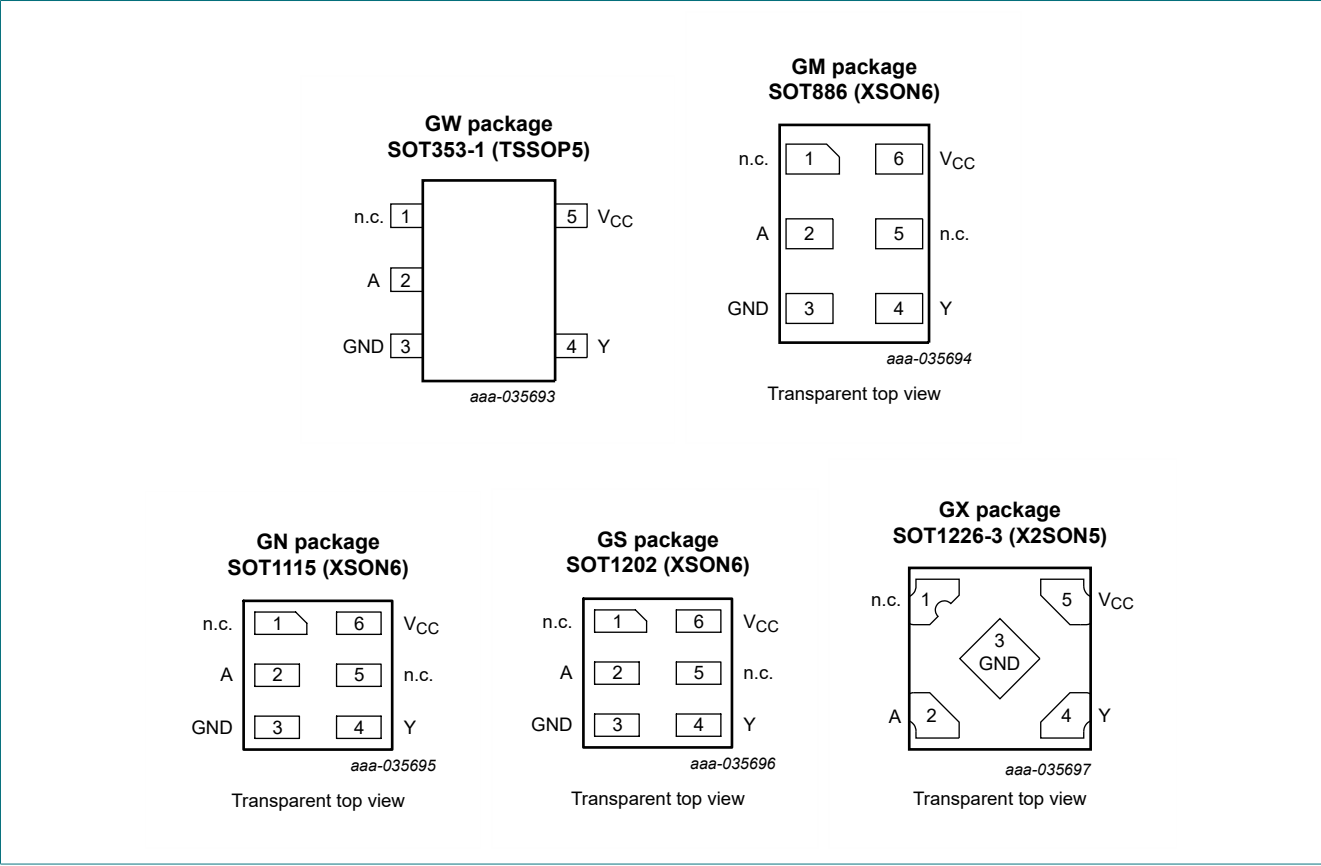 GW package
SOT353-1 (TSSOP5)
n.c. 1 5 VCC
A 2
GND 3 4 Y
aaa-035693
GM package
SOT886 (XSON6)
n.c. 1 6 VCC
A 2 5 n.c.
GND 3 4 Y
aaa-035694
Transparent top view
GN package
SOT1115 (XSON6)
n.c. 1 6 VCC
A 2 5 n.c.
GND 3 4 Y
aaa-035695
Transparent top view
GS package
SOT1202 (XSON6)
n.c. 1 6 VCC
A 2 5 n.c.
GND 3 4 Y
aaa-035696
Transparent top view
GX package
SOT1226-3 (X2SON5)
n.c. 1 5 VCC
3
GND
A 2 4 Y
aaa-035697
Transparent top view